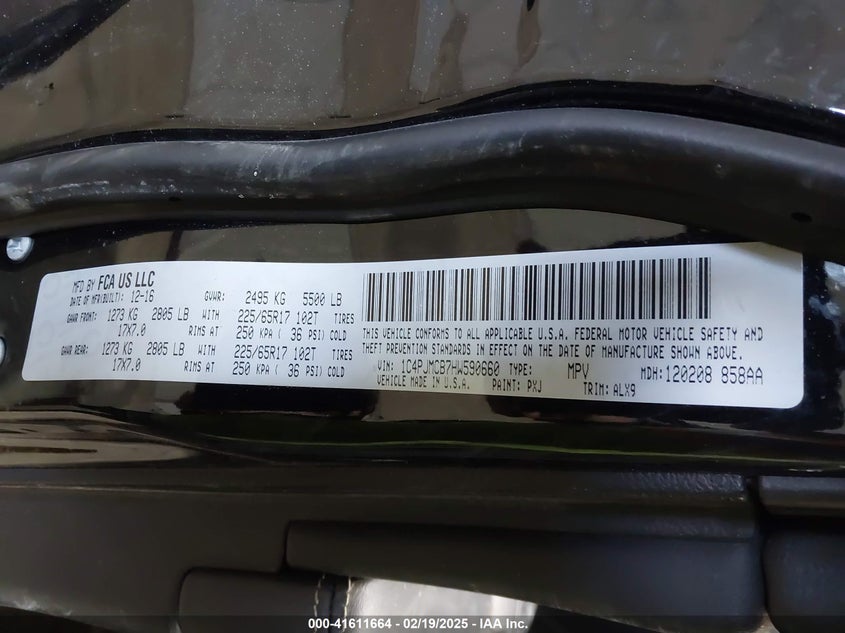 MFD BY FCA US LLC
DATE OF MFR(BUILT): 12-16 GVWR: 2495 KG 5500 LB
GAWR FRONT: 1273 KG 2805 LB WITH 225/65R17 102T TIRES
17X7.0 RIMS AT 250 KPA ( 36 PSI) COLD
GAWR REAR: 1273 KG 2805 LB WITH 225/65R17 102T TIRES
17X7.0 RIMS AT 250 KPA ( 36 PSI) COLD
THIS VEHICLE CONFORMS TO ALL APPLICABLE U.S.A. FEDERAL MOTOR VEHICLE SAFETY AND
THEFT PREVENTION STANDARDS IN EFFECT ON THE DATE OF MANUFACTURE SHOWN ABOVE.
VIN: 1C4PJMCB7HW590660 TYPE: MPV MDH:120208 858AA
VEHICLE MADE IN U.S.A. PAINT: PXJ TRIM: ALX9
000-41611664 - 02/19/2025 - IAA Inc.